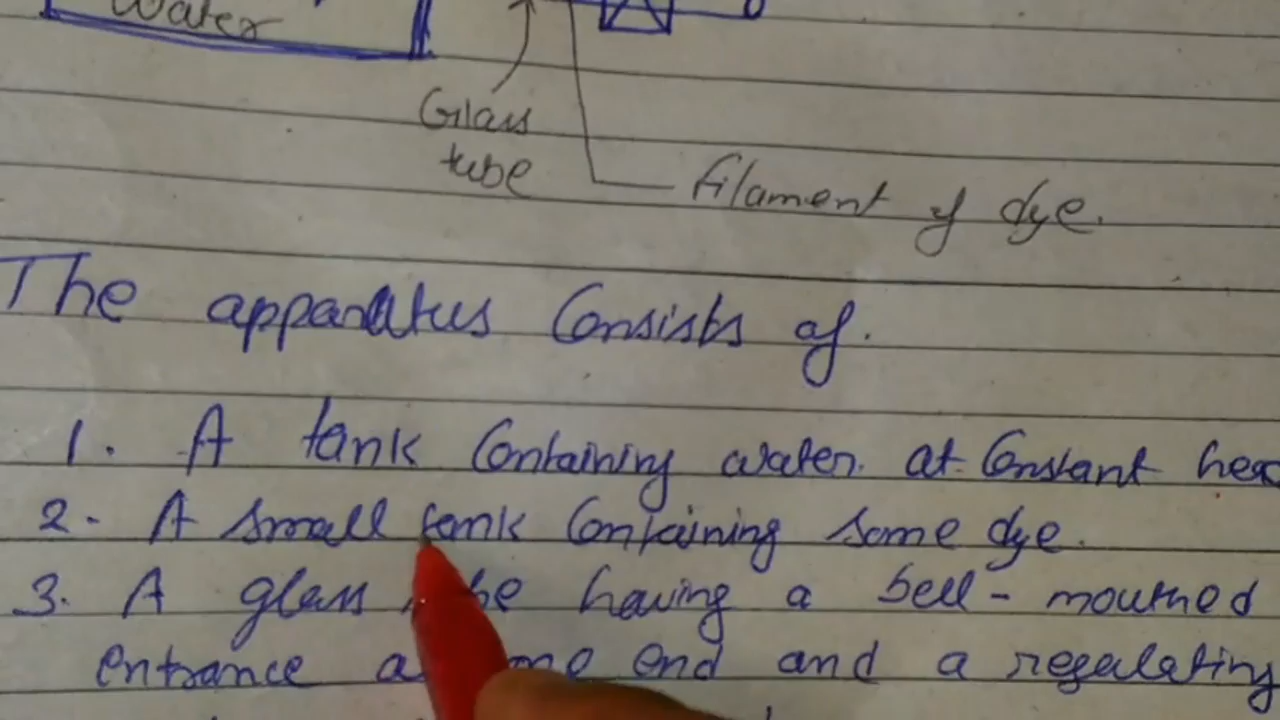 Water
Glass
tube
filament of dye.
The apparatus Consists of.
1. A tank Containing water. at Constant hea
2. A small tank Containing some dye.
3. A glass be having a bell-mouthed
entrance a one end and a regulating